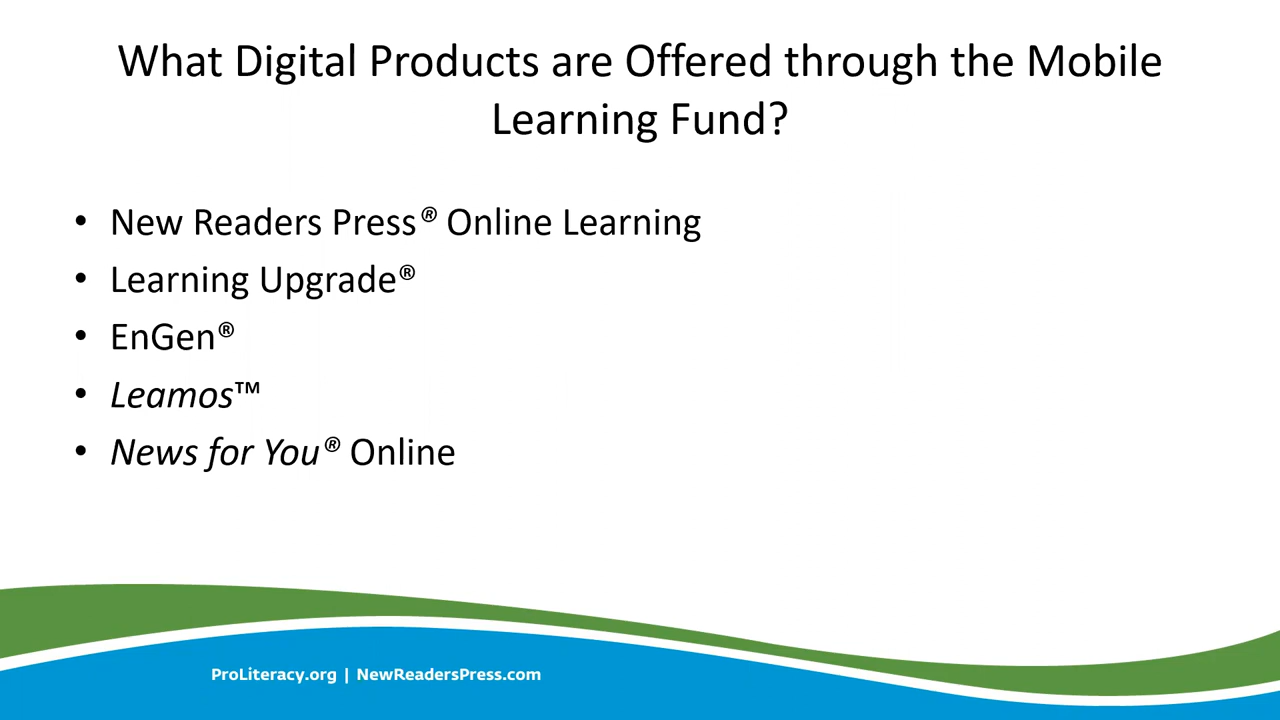 What Digital Products are Offered through the Mobile
Learning Fund?
• New Readers Press® Online Learning
• Learning Upgrade®
• EnGen®
• Leamos™
• News for You® Online
ProLiteracy.org | NewReadersPress.com